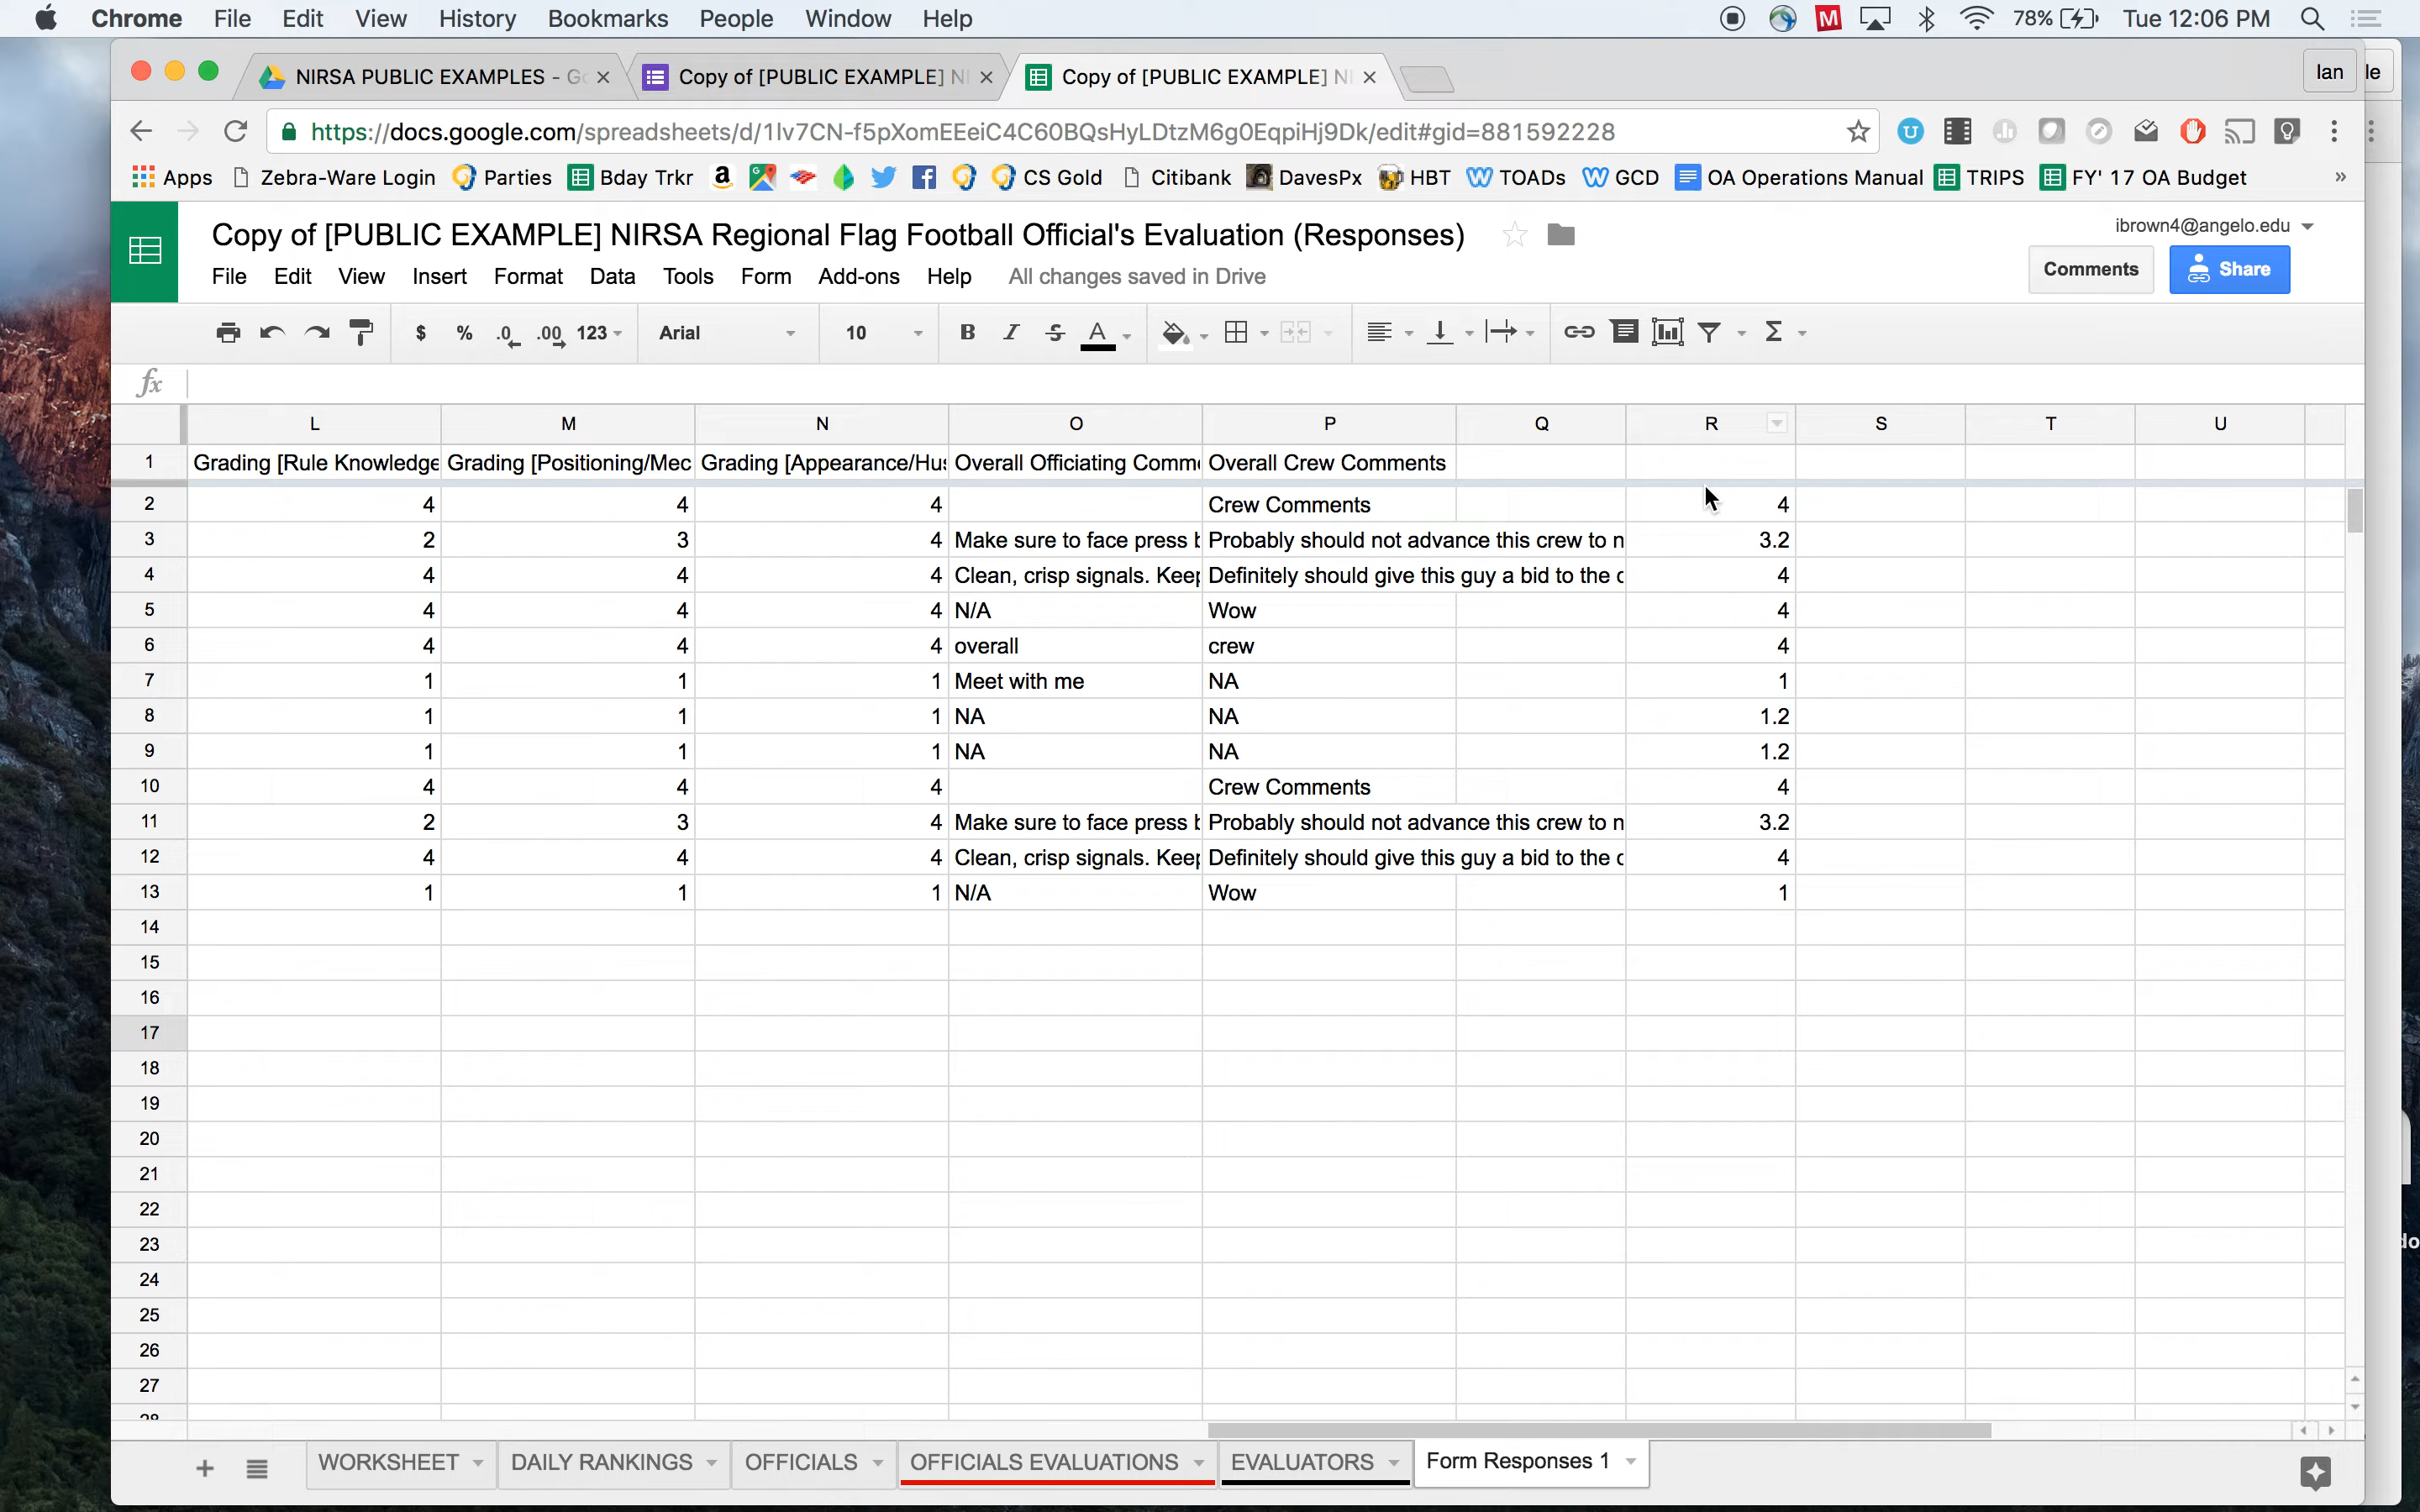 Chrome File Edit View History Bookmarks People Window Help M 78% Tue 12:06 PM
NIRSA PUBLIC EXAMPLES - Go Copy of [PUBLIC EXAMPLE] NI Copy of [PUBLIC EXAMPLE] NI Ian le
https://docs.google.com/spreadsheets/d/1lv7CN-f5pXomEEeiC4C60BQsHyLDtzM6g0EqpiHj9Dk/edit#gid=881592228
Apps Zebra-Ware Login Parties Bday Trkr CS Gold Citibank DavesPx HBT TOADs GCD OA Operations Manual TRIPS FY' 17 OA Budget »
Copy of [PUBLIC EXAMPLE] NIRSA Regional Flag Football Official's Evaluation (Responses) ibrown4@angelo.edu
File Edit View Insert Format Data Tools Form Add-ons Help All changes saved in Drive Comments Share
$ % .0 .00 123 Arial 10 B I S A Σ
fx
L M N O P Q R S T U
1 Grading [Rule Knowledge Grading [Positioning/Mec Grading [Appearance/Hus Overall Officiating Comm Overall Crew Comments
2 4 4 4 Crew Comments 4
3 2 3 4 Make sure to face press b Probably should not advance this crew to n 3.2
4 4 4 4 Clean, crisp signals. Keep Definitely should give this guy a bid to the c 4
5 4 4 4 N/A Wow 4
6 4 4 4 overall crew 4
7 1 1 1 Meet with me NA 1
8 1 1 1 NA NA 1.2
9 1 1 1 NA NA 1.2
10 4 4 4 Crew Comments 4
11 2 3 4 Make sure to face press b Probably should not advance this crew to n 3.2
12 4 4 4 Clean, crisp signals. Keep Definitely should give this guy a bid to the c 4
13 1 1 1 N/A Wow 1
14
15
16
17
18
19
20
21
22
23
24
25
26
27
28
WORKSHEET DAILY RANKINGS OFFICIALS OFFICIALS EVALUATIONS EVALUATORS Form Responses 1